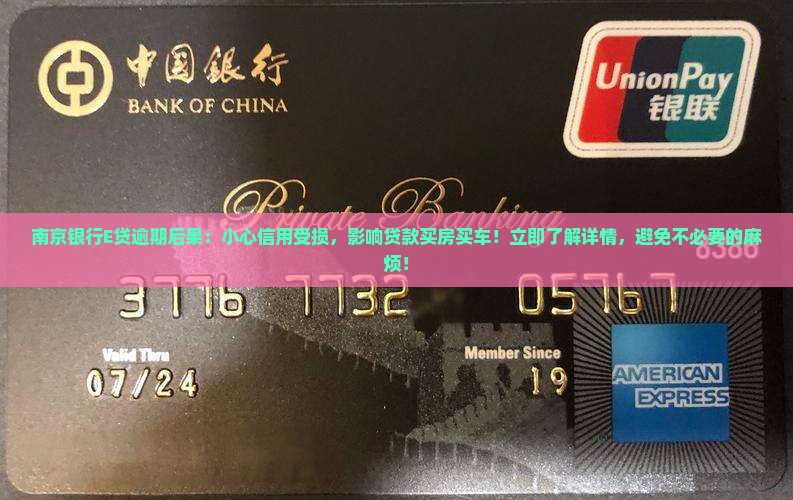 中国银行
BANK OF CHINA
UnionPay
银联
Private Banking
南京银行E贷逾期后果：小心信用受损，影响贷款买房买车！立即了解详情，避免不必要的麻
烦！
3776 7732 05767
Valid Thru
Member Since
07/24
19
AMERICAN
EXPRESS